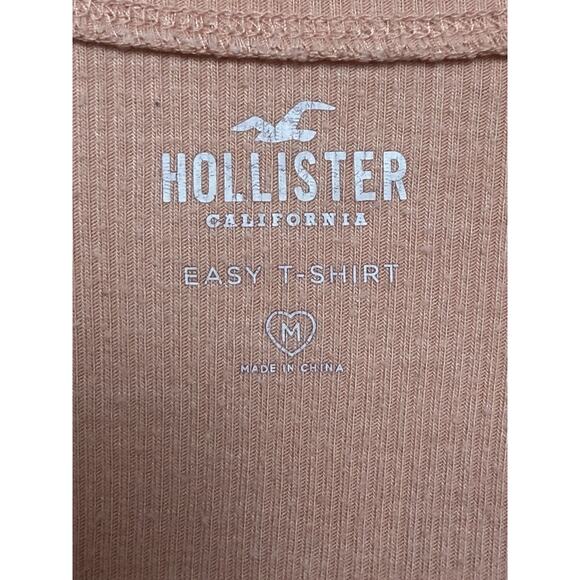 HOLLISTER
CALIFORNIA
EASY T-SHIRT
M
MADE IN CHINA